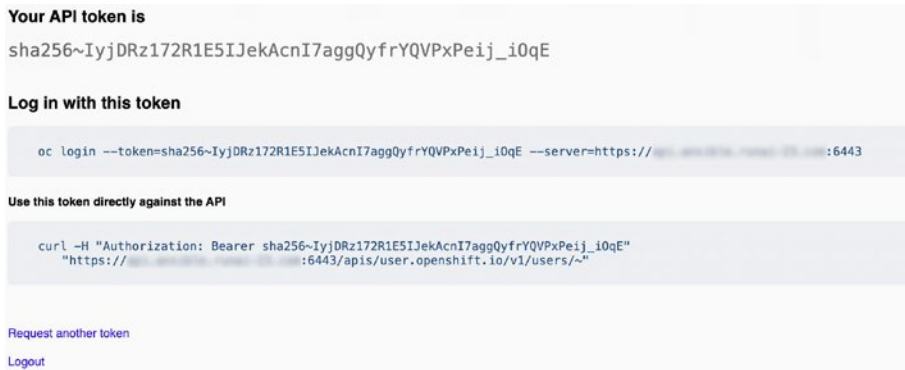 Your API token is
sha256~IyjDRz172R1E5IJekAcnI7aggQyfrYQVPxPeij_iOqE
Log in with this token
oc login --token=sha256~IyjDRz172R1E5IJekAcnI7aggQyfrYQVPxPeij_iOqE --server=https:// :6443
Use this token directly against the API
curl -H "Authorization: Bearer sha256~IyjDRz172R1E5IJekAcnI7aggQyfrYQVPxPeij_iOqE"
"https:// :6443/apis/user.openshift.io/v1/users/~"
Request another token
Logout